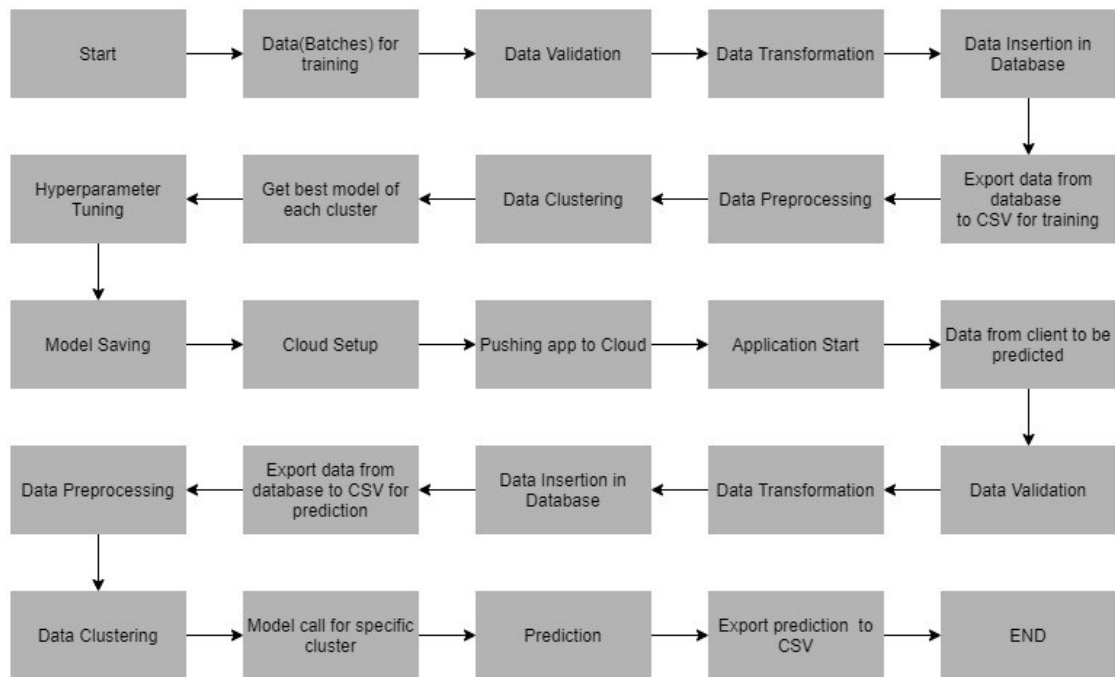 Start
Data(Batches) for
training
Data Validation
Data Transformation
Data Insertion in
Database
Export data from
database
to CSV for training
Data Preprocessing
Data Clustering
Get best model of
each cluster
Hyperparameter
Tuning
Model Saving
Cloud Setup
Pushing app to Cloud
Application Start
Data from client to be
predicted
Data Validation
Data Transformation
Data Insertion in
Database
Export data from
database to CSV for
prediction
Data Preprocessing
Data Clustering
Model call for specific
cluster
Prediction
Export prediction  to
CSV
END